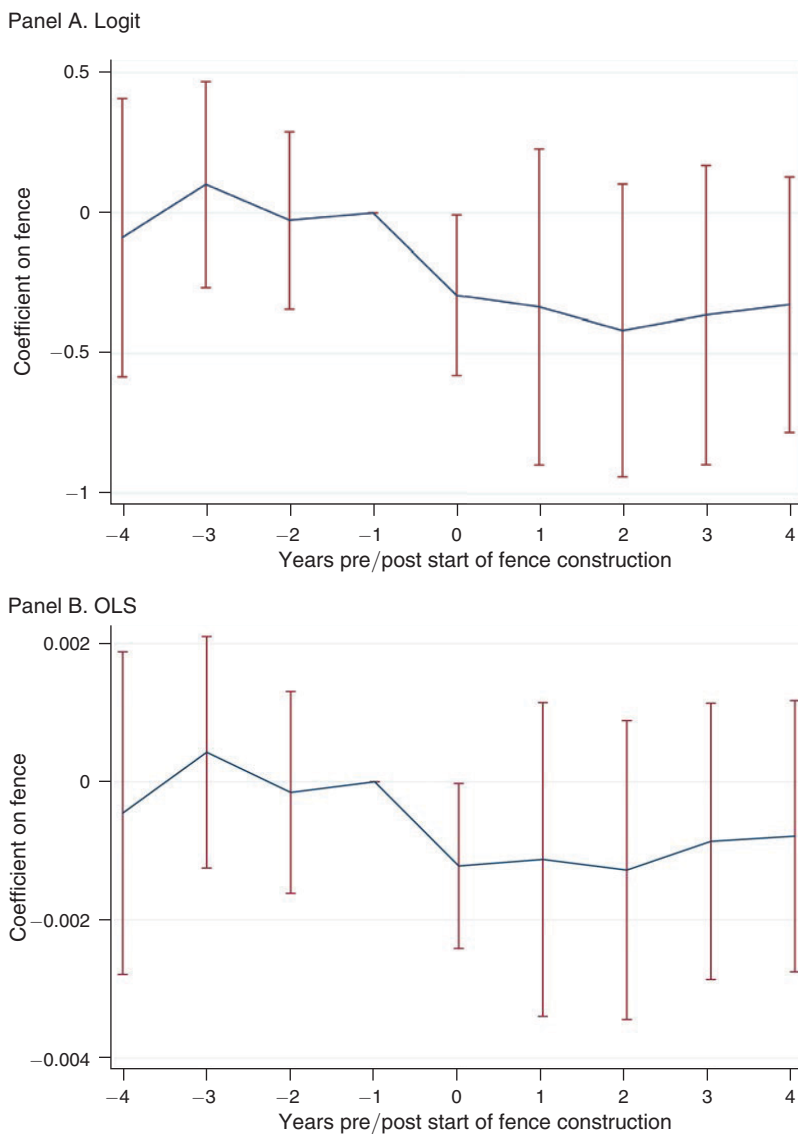 Panel A. Logit
0.5
0
−0.5
−1
Coefficient on fence
−4 −3 −2 −1 0 1 2 3 4
Years pre/post start of fence construction
Panel B. OLS
0.002
0
−0.002
−0.004
Coefficient on fence
−4 −3 −2 −1 0 1 2 3 4
Years pre/post start of fence construction